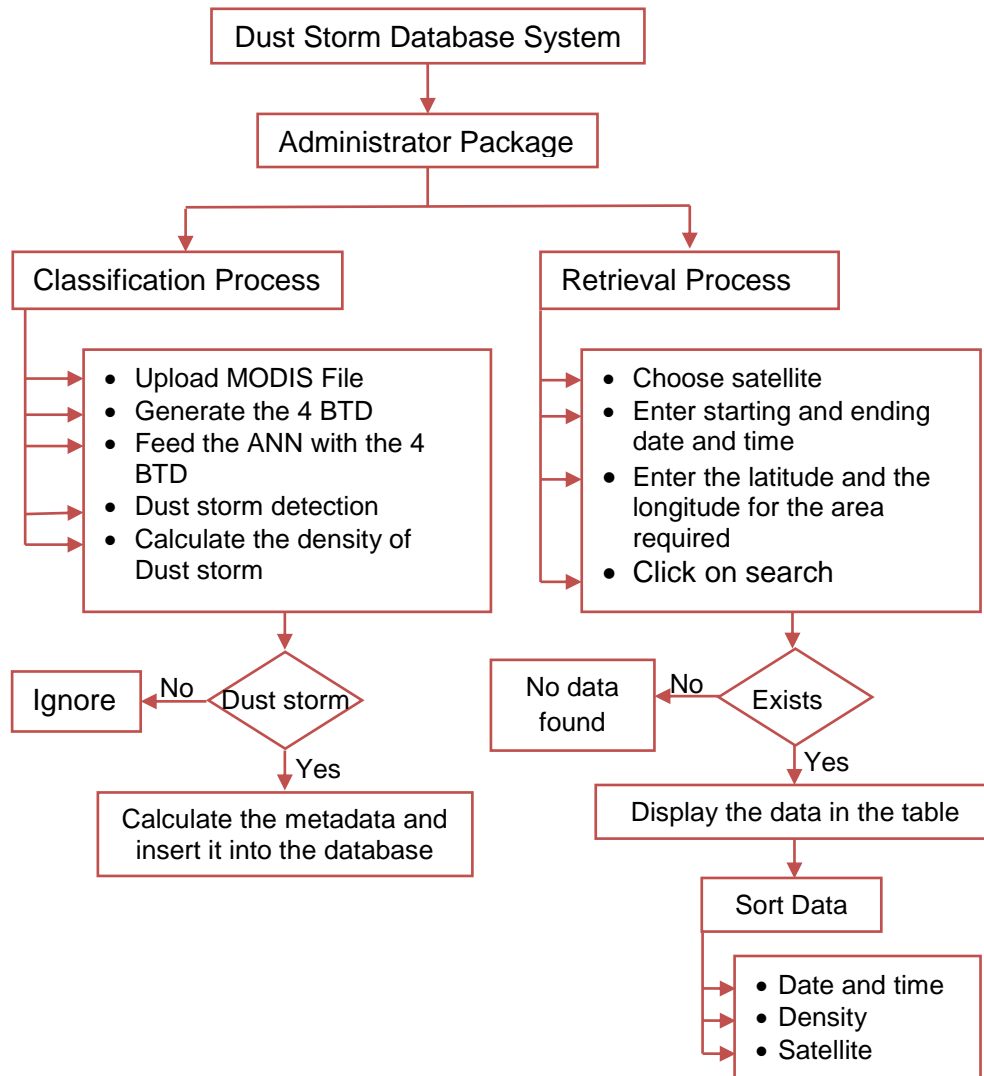 Dust Storm Database System
Administrator Package
Classification Process
• Upload MODIS File
• Generate the 4 BTD
• Feed the ANN with the 4
BTD
• Dust storm detection
• Calculate the density of
Dust storm
Dust storm
No
Ignore
Yes
Calculate the metadata and
insert it into the database
Retrieval Process
• Choose satellite
• Enter starting and ending
date and time
• Enter the latitude and the
longitude for the area
required
• Click on search
Exists
No
No data
found
Yes
Display the data in the table
Sort Data
• Date and time
• Density
• Satellite